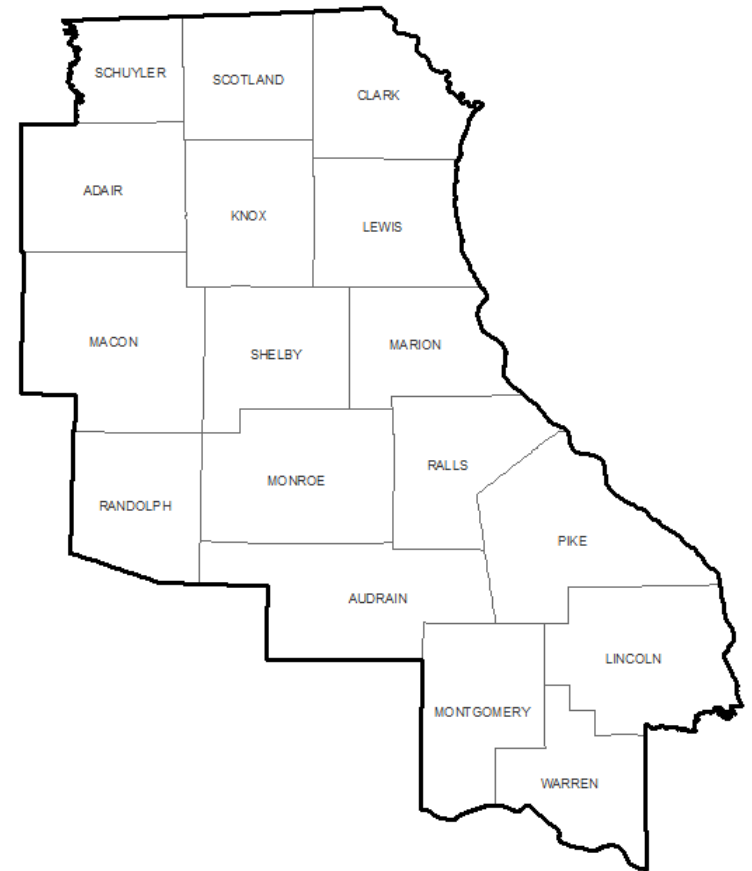 SCHUYLER
SCOTLAND
CLARK
ADAIR
KNOX
LEWIS
MACON
SHELBY
MARION
RALLS
MONROE
RANDOLPH
PIKE
AUDRAIN
LINCOLN
MONTGOMERY
WARREN